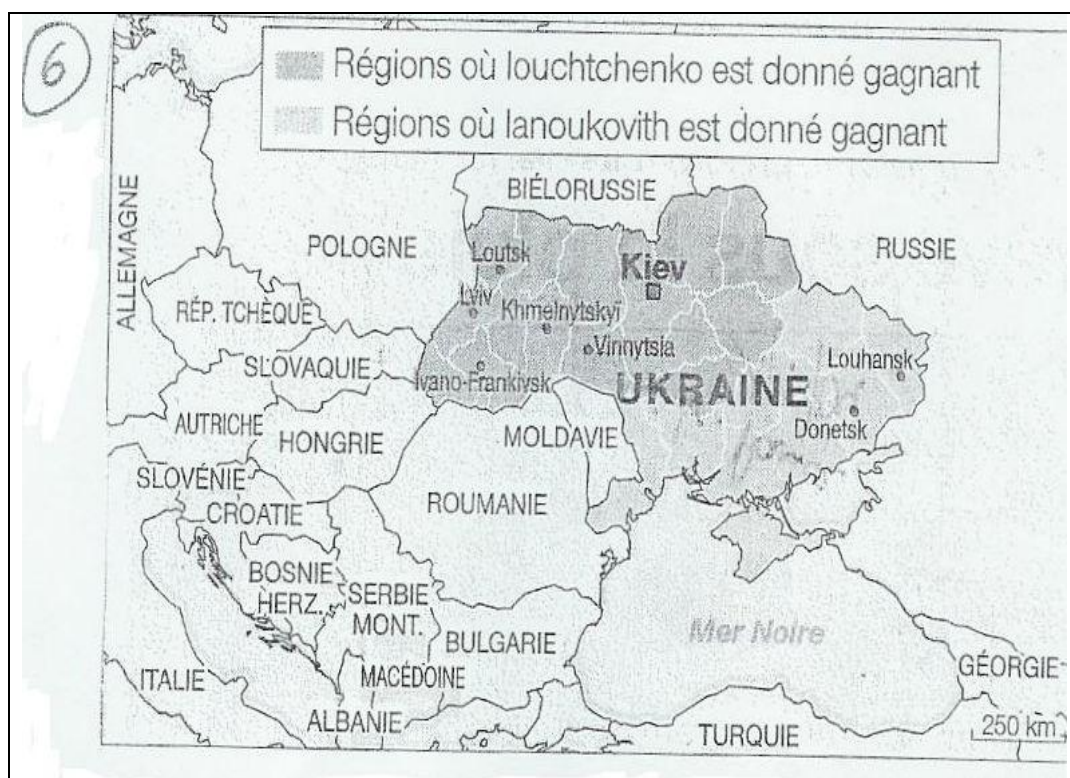 6
Régions où Iouchtchenko est donné gagnant
Régions où Ianoukovith est donné gagnant
BIÉLORUSSIE
ALLEMAGNE
POLOGNE
RUSSIE
Loutsk
Kiev
Lviv
Khmelnytskyï
RÉP. TCHÈQUE
Vinnytsia
Louhansk
SLOVAQUIE
Ivano-Frankivsk
UKRAINE
AUTRICHE
HONGRIE
MOLDAVIE
Donetsk
SLOVÉNIE
ROUMANIE
CROATIE
BOSNIE
HERZ.
SERBIE
MONT.
BULGARIE
Mer Noire
MACÉDOINE
GÉORGIE
ITALIE
ALBANIE
TURQUIE
250 km